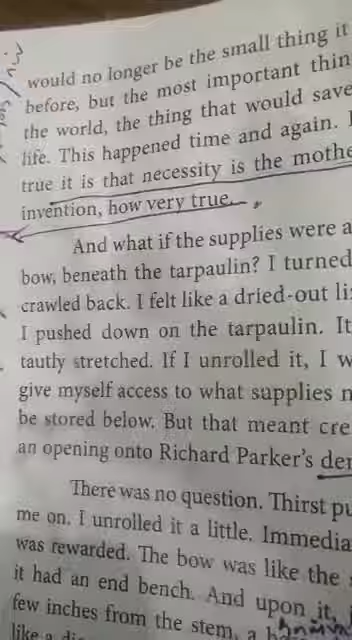 would no longer be the small thing it
before, but the most important thin
the world, the thing that would save
life. This happened time and again.
true it is that necessity is the mothe
invention, how very true.
And what if the supplies were a
bow, beneath the tarpaulin? I turned
crawled back. I felt like a dried-out li
I pushed down on the tarpaulin. It
tautly stretched. If I unrolled it, I w
give myself access to what supplies n
be stored below. But that meant cre
an opening onto Richard Parker's de
There was no question. Thirst pu
me on. I unrolled it a little. Immedia
was rewarded. The bow was like the
it had an end bench. And upon it,
few inches from the stem, a
like a di